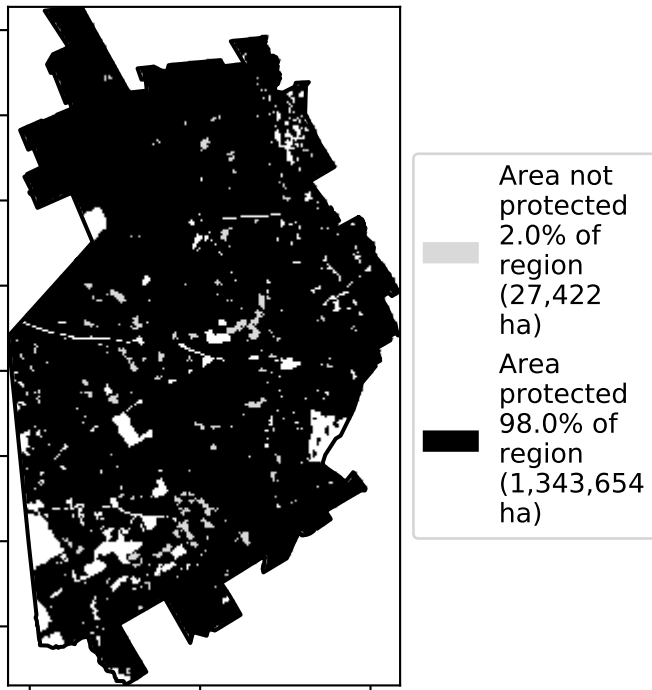 Area not
protected
2.0% of
region
(27,422
ha)
Area
protected
98.0% of
region
(1,343,654
ha)